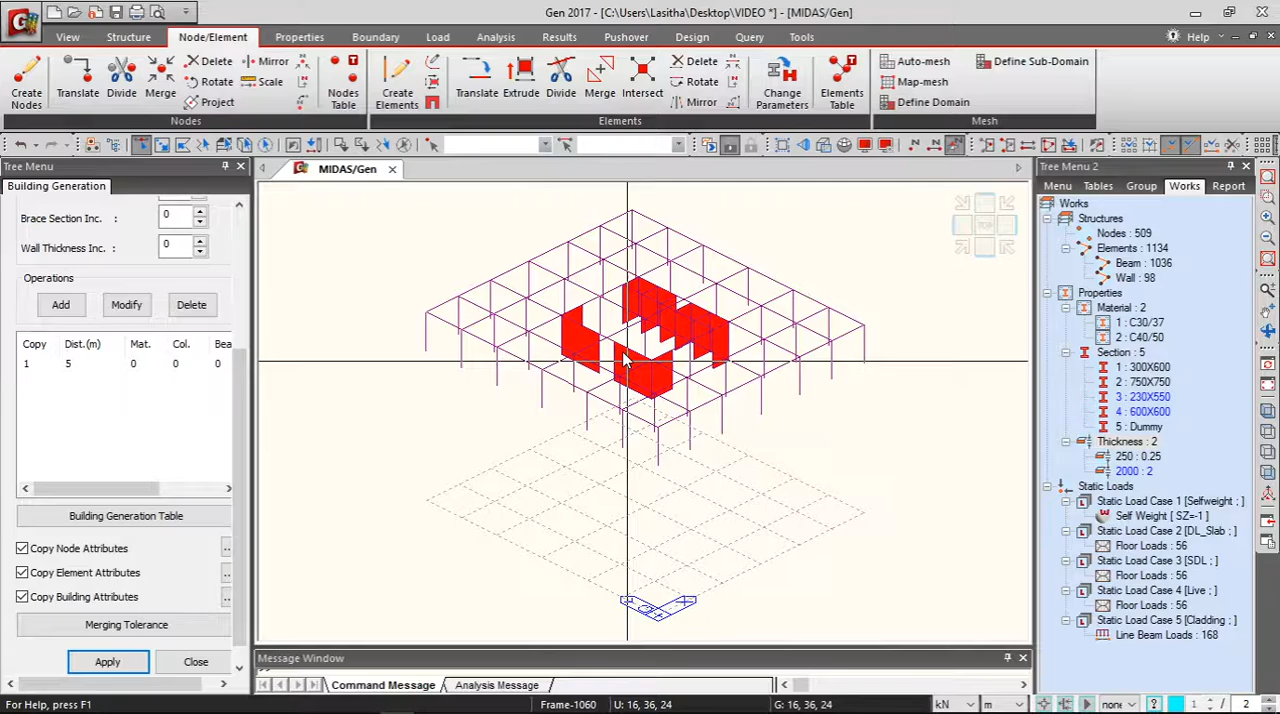 Gen 2017 - [C:\Users\Lasitha\Desktop\VIDEO *] - [MIDAS/Gen]
View Structure Node/Element Properties Boundary Load Analysis Results Pushover Design Query Tools Help
Delete Mirror Delete Auto-mesh Define Sub-Domain
Rotate Scale Rotate Map-mesh
Project Mirror Define Domain
Create Nodes Translate Divide Merge Nodes Table Create Elements Translate Extrude Divide Merge Intersect Change Parameters Elements Table
Nodes Elements Mesh
Tree Menu
Building Generation
Brace Section Inc. : 0
Wall Thickness Inc. : 0
Operations
Add Modify Delete
Copy Dist.(m) Mat. Col. Bea
1 5 0 0 0
Building Generation Table
Copy Node Attributes ..
Copy Element Attributes ..
Copy Building Attributes ..
Merging Tolerance
Apply Close
MIDAS/Gen
TOP
Message Window
Command Message Analysis Message
Tree Menu 2
Menu Tables Group Works Report
Works
Structures
Nodes: 509
Elements: 1134
Beam : 1036
Wall : 98
Properties
Material : 2
1 : C30/37
2 : C40/50
Section : 5
1 : 300X600
2 : 750X750
3 : 230X550
4 : 600X600
5 : Dummy
Thickness : 2
250 : 0.25
2000 : 2
Static Loads
Static Load Case 1 [Selfweight ; ]
Self Weight [ SZ=-1 ]
Static Load Case 2 [DL_Slab ; ]
Floor Loads : 56
Static Load Case 3 [SDL ; ]
Floor Loads : 56
Static Load Case 4 [Live ; ]
Floor Loads : 56
Static Load Case 5 [Cladding ; ]
Line Beam Loads : 168
For Help, press F1 Frame-1060 U: 16, 36, 24 G: 16, 36, 24 kN m none 1 / 2